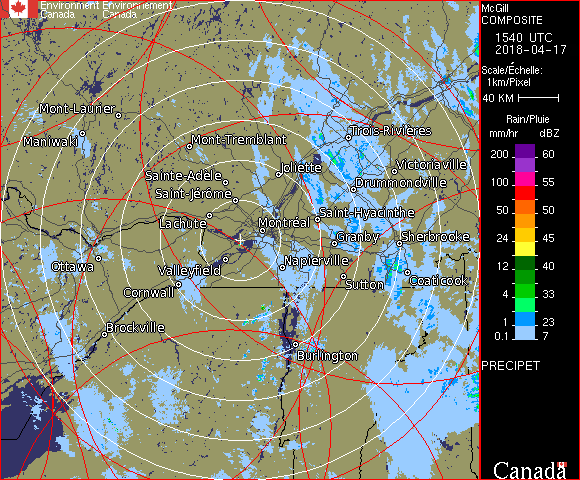 Environment Environnement
Canada Canada
McGill
COMPOSITE
1540 UTC
2018-04-17
Scale/Échelle:
1km/Pixel
40 KM
Rain/Pluie
mm/hr dBZ
200 60
100 55
50 50
24 45
12 40
4 33
2 23
0.1 7
PRECIPET
Canada
Mont-Laurier
Maniwaki
Mont-Tremblant
Trois-Rivières
Sainte-Adèle
Joliette
Victoriaville
Saint-Jérôme
Drummondville
Lachute
Saint-Hyacinthe
Montréal
Granby
Sherbrooke
Ottawa
Valleyfield
Napierville
Cornwall
Sutton
Coaticook
Brockville
Burlington